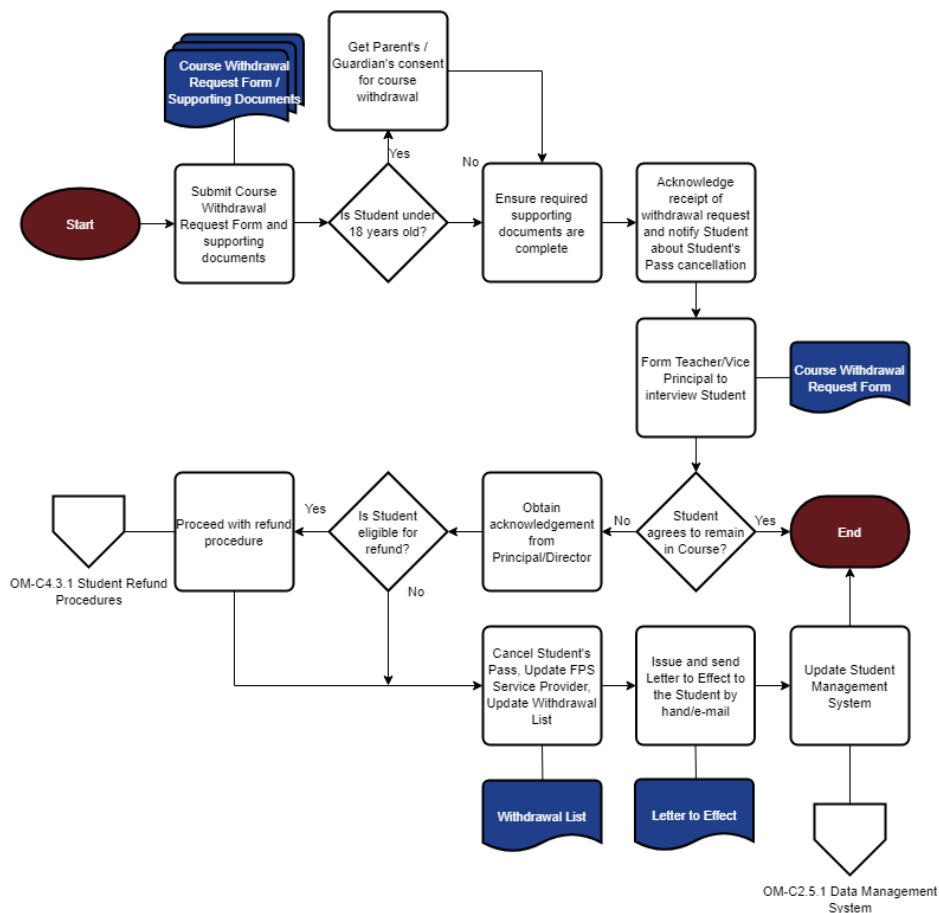 Course Withdrawal
Request Form /
Supporting Documents
Get Parent's /
Guardian's consent
for course
withdrawal
Yes
No
Start
Submit Course
Withdrawal
Request Form and
supporting
documents
Is Student under
18 years old?
Ensure required
supporting
documents are
complete
Acknowledge
receipt of
withdrawal request
and notify Student
about Student's
Pass cancellation
Form Teacher/Vice
Principal to
interview Student
Course Withdrawal
Request Form
Proceed with refund
procedure
Yes
Is Student
eligible for
refund?
Obtain
acknowledgement
from
Principal/Director
No
Student
agrees to remain
in Course?
Yes
End
OM-C4.3.1 Student Refund
Procedures
No
Cancel Student's
Pass, Update FPS
Service Provider,
Update Withdrawal
List
Issue and send
Letter to Effect to
the Student by
hand/e-mail
Update Student
Management
System
Withdrawal List
Letter to Effect
OM-C2.5.1 Data Management
System